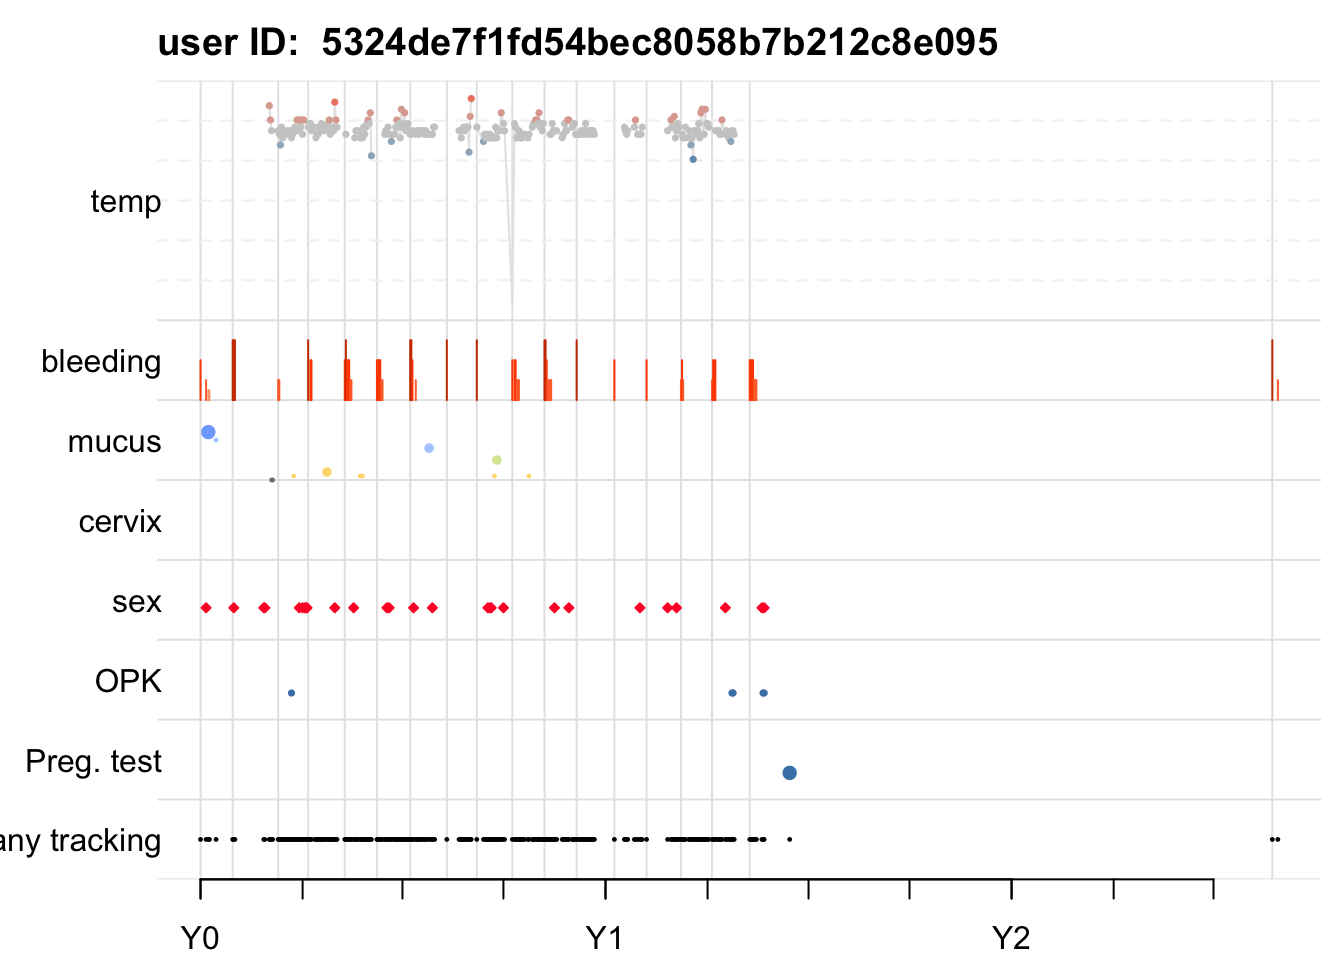 user ID:  5324de7f1fd54bec8058b7b212c8e095
temp
bleeding
mucus
cervix
sex
OPK
Preg. test
any tracking
Y0 Y1 Y2